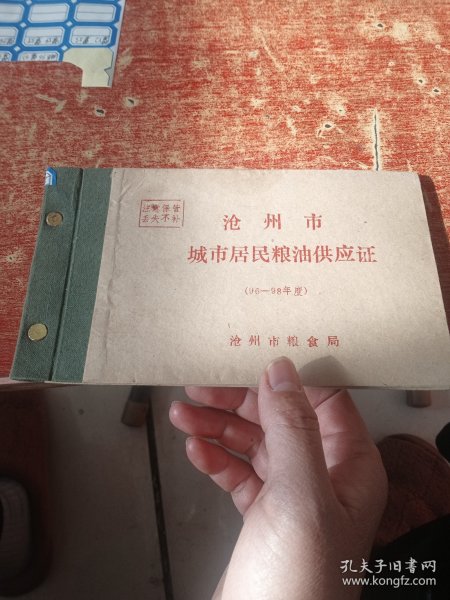 注意保管
丢失不补
沧州市
城市居民粮油供应证
(96—98年度)
沧州市粮食局
孔夫子旧书网
www.kongfz.com